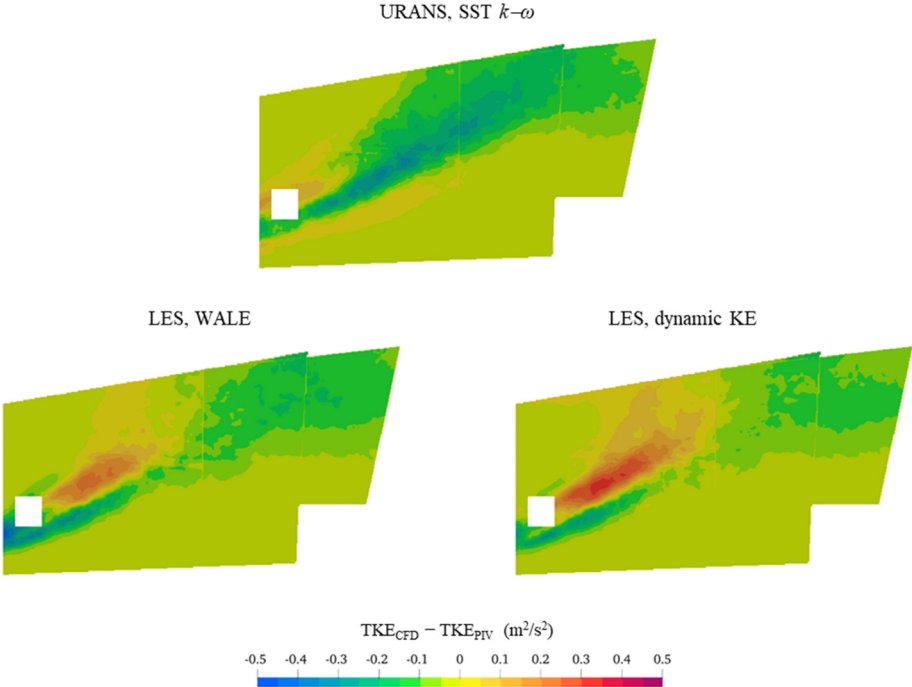 URANS, SST k–ω
LES, WALE
LES, dynamic KE
TKE_CFD − TKE_PIV (m²/s²)
-0.5 -0.4 -0.3 -0.2 -0.1 0 0.1 0.2 0.3 0.4 0.5